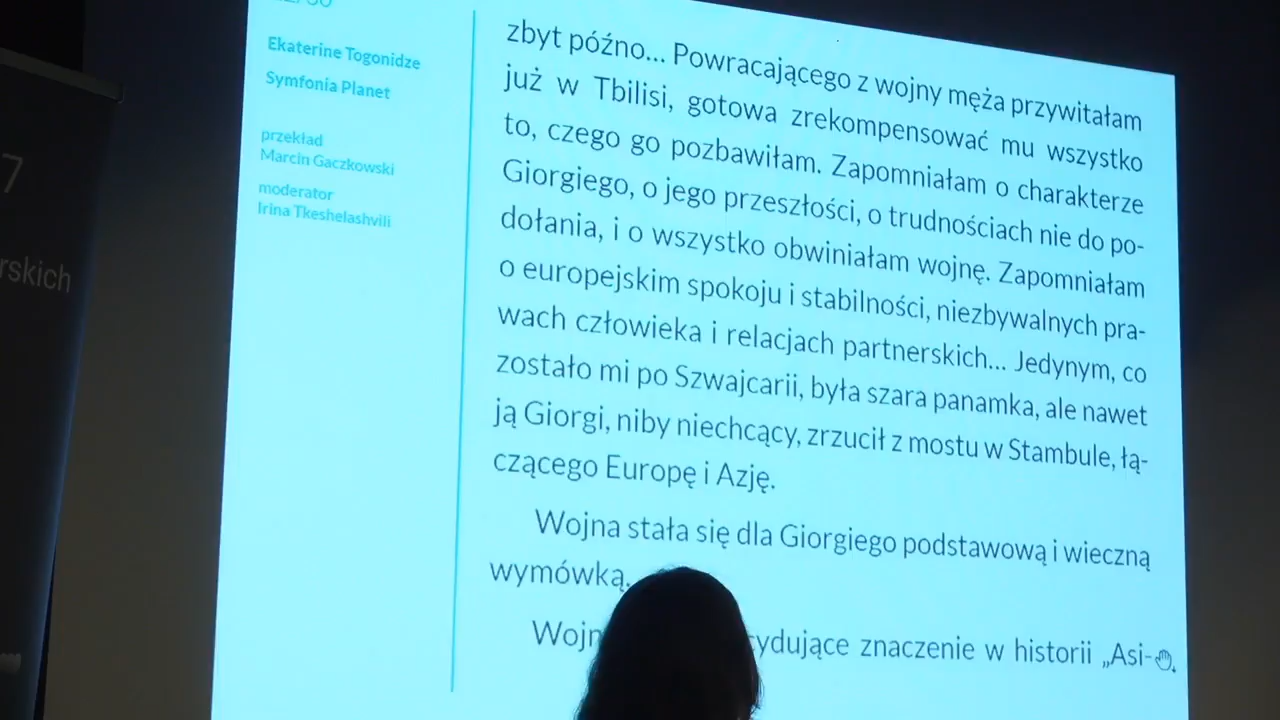 Ekaterine Togonidze
Symfonia Planet
przekład
Marcin Gaczkowski
moderator
Irina Tkeshelashvili
7
rskich
zbyt późno... Powracającego z wojny męża przywitałam
już w Tbilisi, gotowa zrekompensować mu wszystko
to, czego go pozbawiłam. Zapomniałam o charakterze
Giorgiego, o jego przeszłości, o trudnościach nie do po-
dołania, i o wszystko obwiniałam wojnę. Zapomniałam
o europejskim spokoju i stabilności, niezbywalnych pra-
wach człowieka i relacjach partnerskich... Jedynym, co
zostało mi po Szwajcarii, była szara panamka, ale nawet
ją Giorgi, niby niechcący, zrzucił z mostu w Stambule, łą-
czącego Europę i Azję.
Wojna stała się dla Giorgiego podstawową i wieczną
wymówką.
Wojn ydujące znaczenie w historii „Asi-